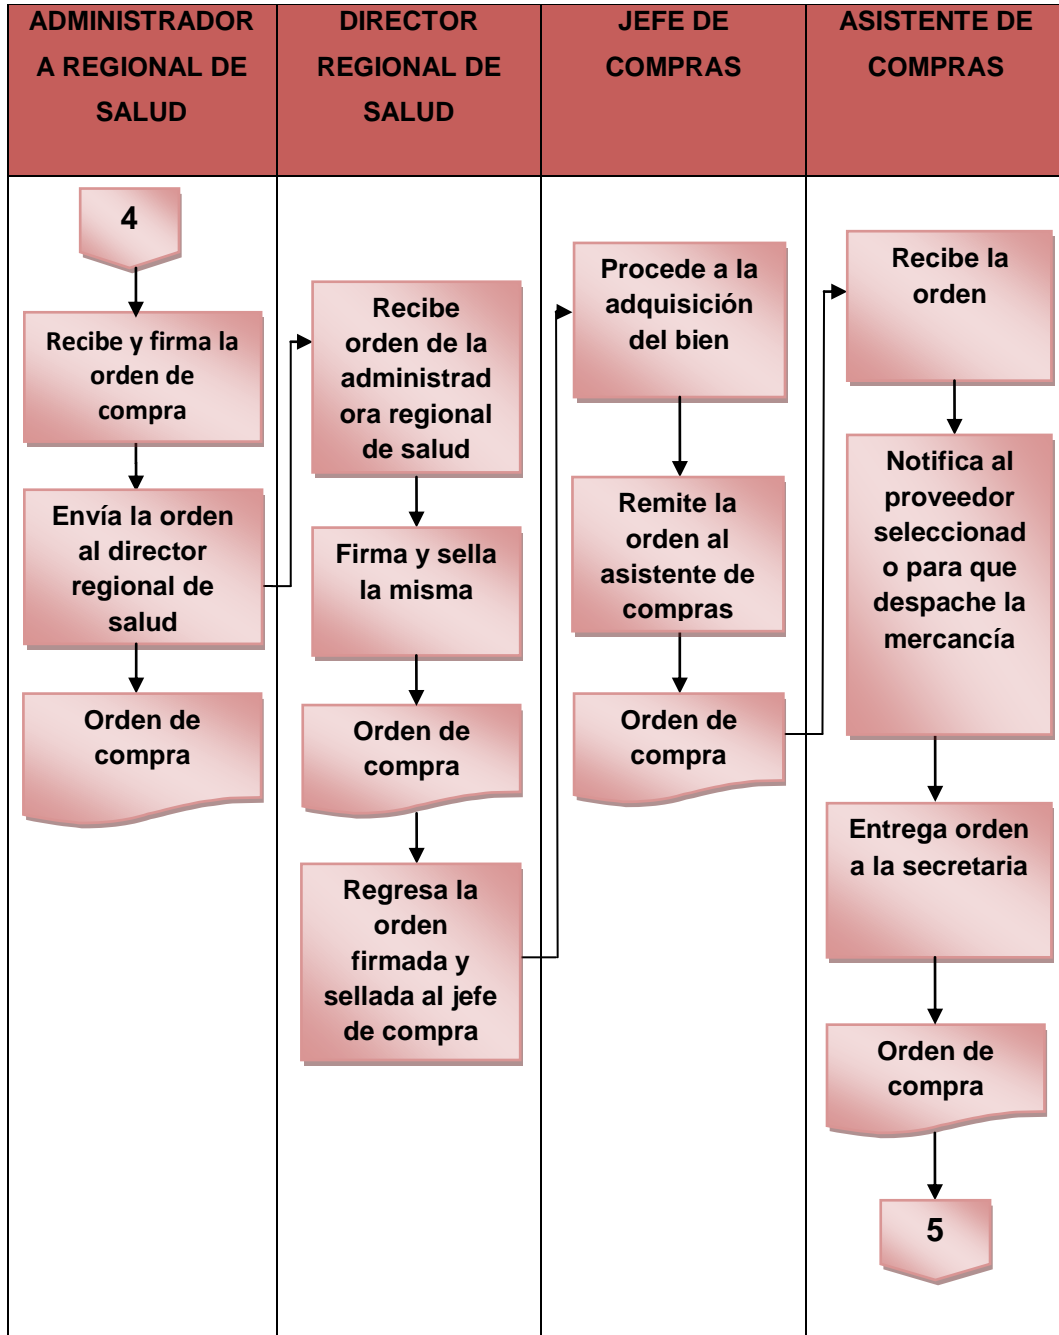 ADMINISTRADOR
A REGIONAL DE
SALUD
DIRECTOR
REGIONAL DE
SALUD
JEFE DE
COMPRAS
ASISTENTE DE
COMPRAS
4
Recibe y firma la
orden de
compra
Envía la orden
al director
regional de
salud
Orden de
compra
Recibe
orden de la
administrad
ora regional
de salud
Firma y sella
la misma
Orden de
compra
Regresa la
orden
firmada y
sellada al jefe
de compra
Procede a la
adquisición
del bien
Remite la
orden al
asistente de
compras
Orden de
compra
Recibe la
orden
Notifica al
proveedor
seleccionad
o para que
despache la
mercancía
Entrega orden
a la secretaria
Orden de
compra
5